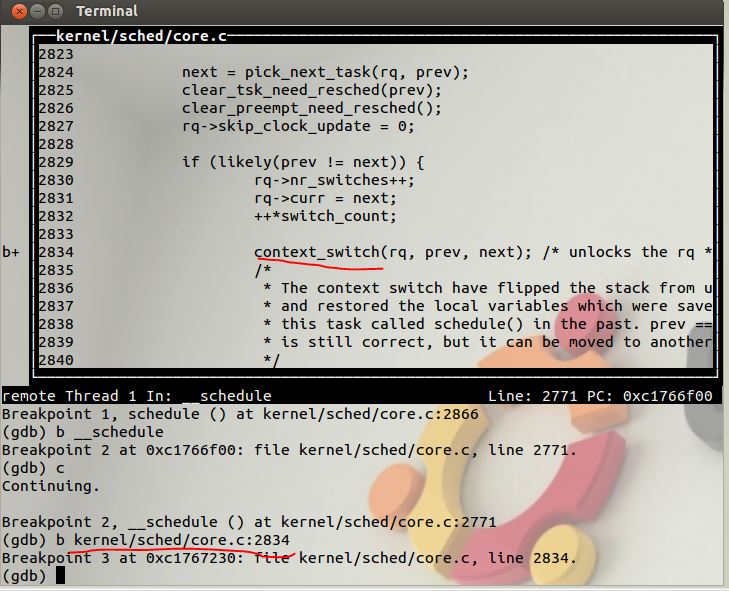 Terminal
kernel/sched/core.c
2823
2824 next = pick_next_task(rq, prev);
2825 clear_tsk_need_resched(prev);
2826 clear_preempt_need_resched();
2827 rq->skip_clock_update = 0;
2828
2829 if (likely(prev != next)) {
2830 rq->nr_switches++;
2831 rq->curr = next;
2832 ++*switch_count;
2833
b+ 2834 context_switch(rq, prev, next); /* unlocks the rq *
2835 /*
2836 * The context switch have flipped the stack from u
2837 * and restored the local variables which were save
2838 * this task called schedule() in the past. prev ==
2839 * is still correct, but it can be moved to another
2840 */
remote Thread 1 In: __schedule Line: 2771 PC: 0xc1766f00
Breakpoint 1, schedule () at kernel/sched/core.c:2866
(gdb) b __schedule
Breakpoint 2 at 0xc1766f00: file kernel/sched/core.c, line 2771.
(gdb) c
Continuing.
Breakpoint 2, __schedule () at kernel/sched/core.c:2771
(gdb) b kernel/sched/core.c:2834
Breakpoint 3 at 0xc1767230: file kernel/sched/core.c, line 2834.
(gdb)